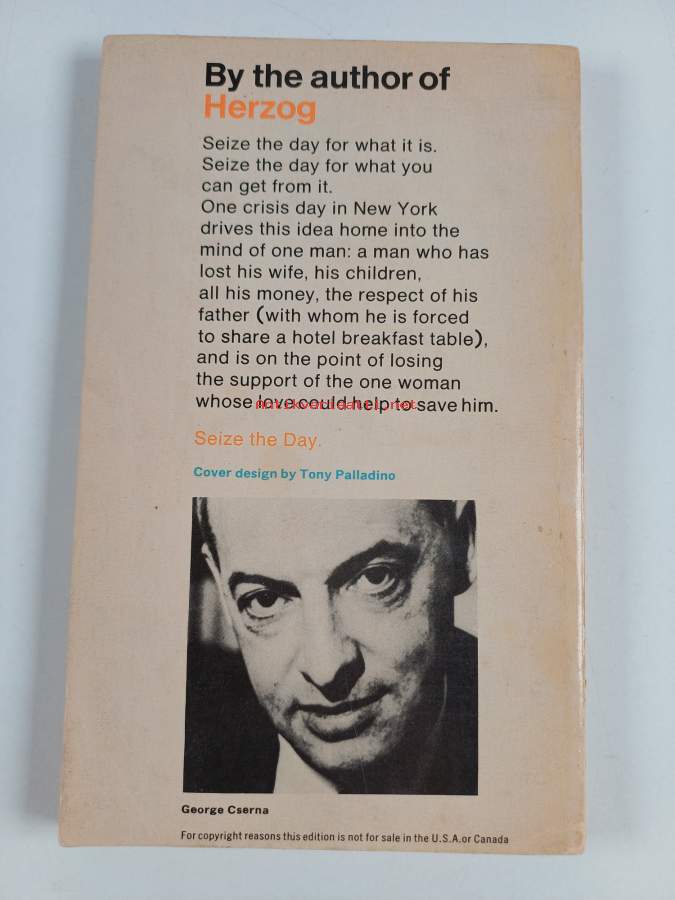 By the author of
Herzog
Seize the day for what it is.
Seize the day for what you
can get from it.
One crisis day in New York
drives this idea home into the
mind of one man: a man who has
lost his wife, his children,
all his money, the respect of his
father (with whom he is forced
to share a hotel breakfast table),
and is on the point of losing
the support of the one woman
whose love could help to save him.
antikvariaatti.net
Seize the Day.
Cover design by Tony Palladino
George Cserna
For copyright reasons this edition is not for sale in the U.S.A. or Canada